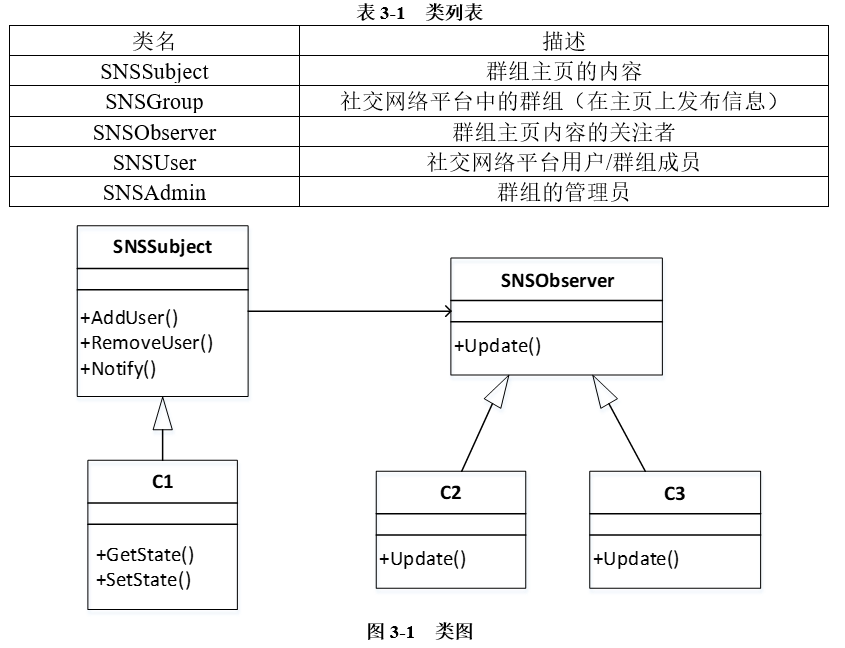 表 3-1 类列表
类名 描述
SNSSubject 群组主页的内容
SNSGroup 社交网络平台中的群组（在主页上发布信息）
SNSObserver 群组主页内容的关注者
SNSUser 社交网络平台用户/群组成员
SNSAdmin 群组的管理员
SNSSubject
+AddUser()
+RemoveUser()
+Notify()
SNSObserver
+Update()
C1
+GetState()
+SetState()
C2
+Update()
C3
+Update()
图 3-1 类图